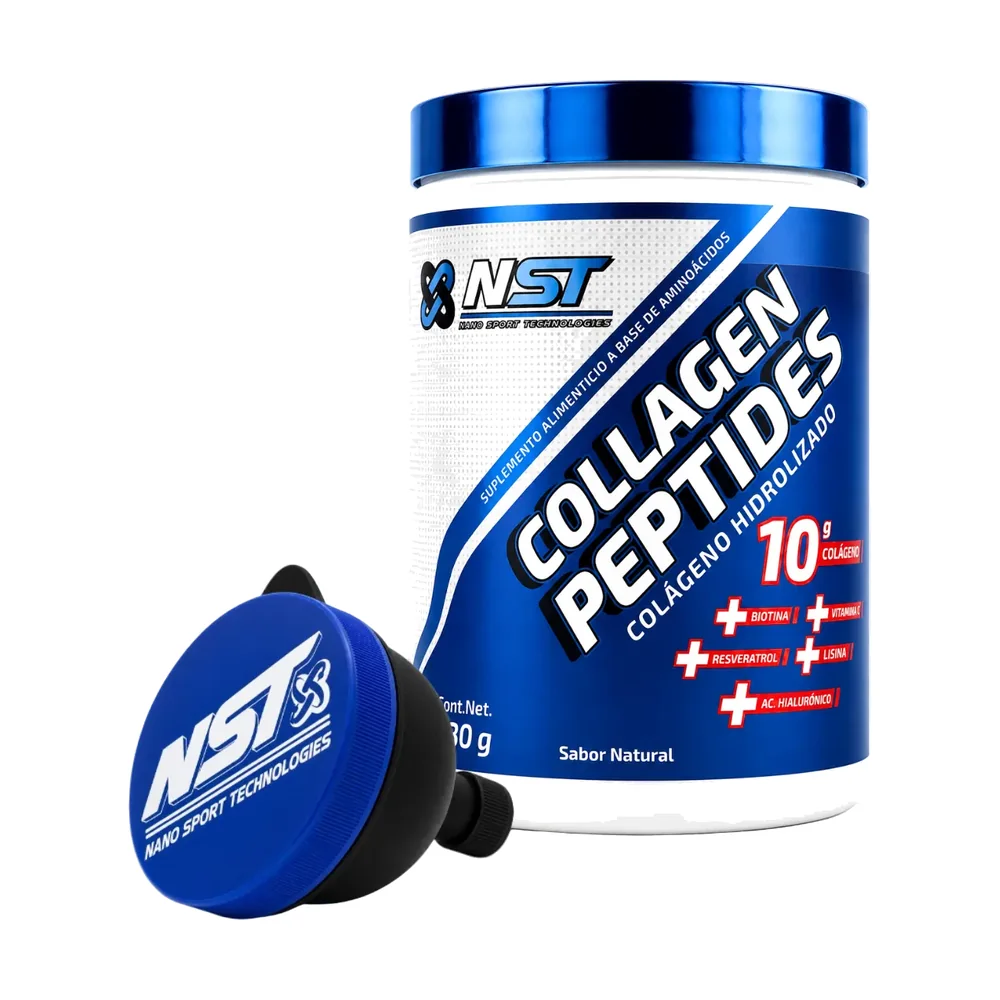 NST
NANO SPORT TECHNOLOGIES
SUPLEMENTO ALIMENTICIO A BASE DE AMINOÁCIDOS
COLLAGEN
PEPTIDES
COLÁGENO HIDROLIZADO
10g
COLÁGENO
+ BIOTINA
+ VITAMINA C
+ RESVERATROL
+ LISINA
+ AC. HIALURÓNICO
Cont.Net.
Sabor Natural
NST
NANO SPORT TECHNOLOGIES